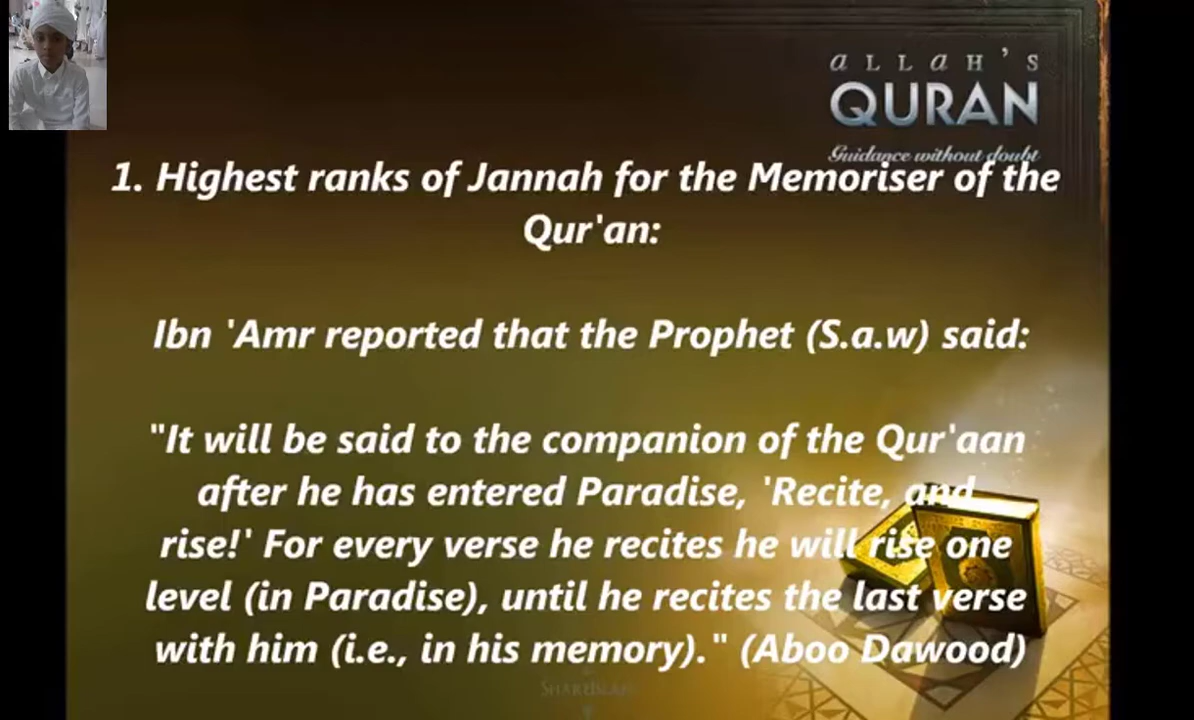 aLLaH'S
QURAN
Guidance without doubt
1. Highest ranks of Jannah for the Memoriser of the
Qur'an:
Ibn 'Amr reported that the Prophet (S.a.w) said:
"It will be said to the companion of the Qur'aan
after he has entered Paradise, 'Recite, and
rise!' For every verse he recites he will rise one
level (in Paradise), until he recites the last verse
with him (i.e., in his memory)." (Aboo Dawood)